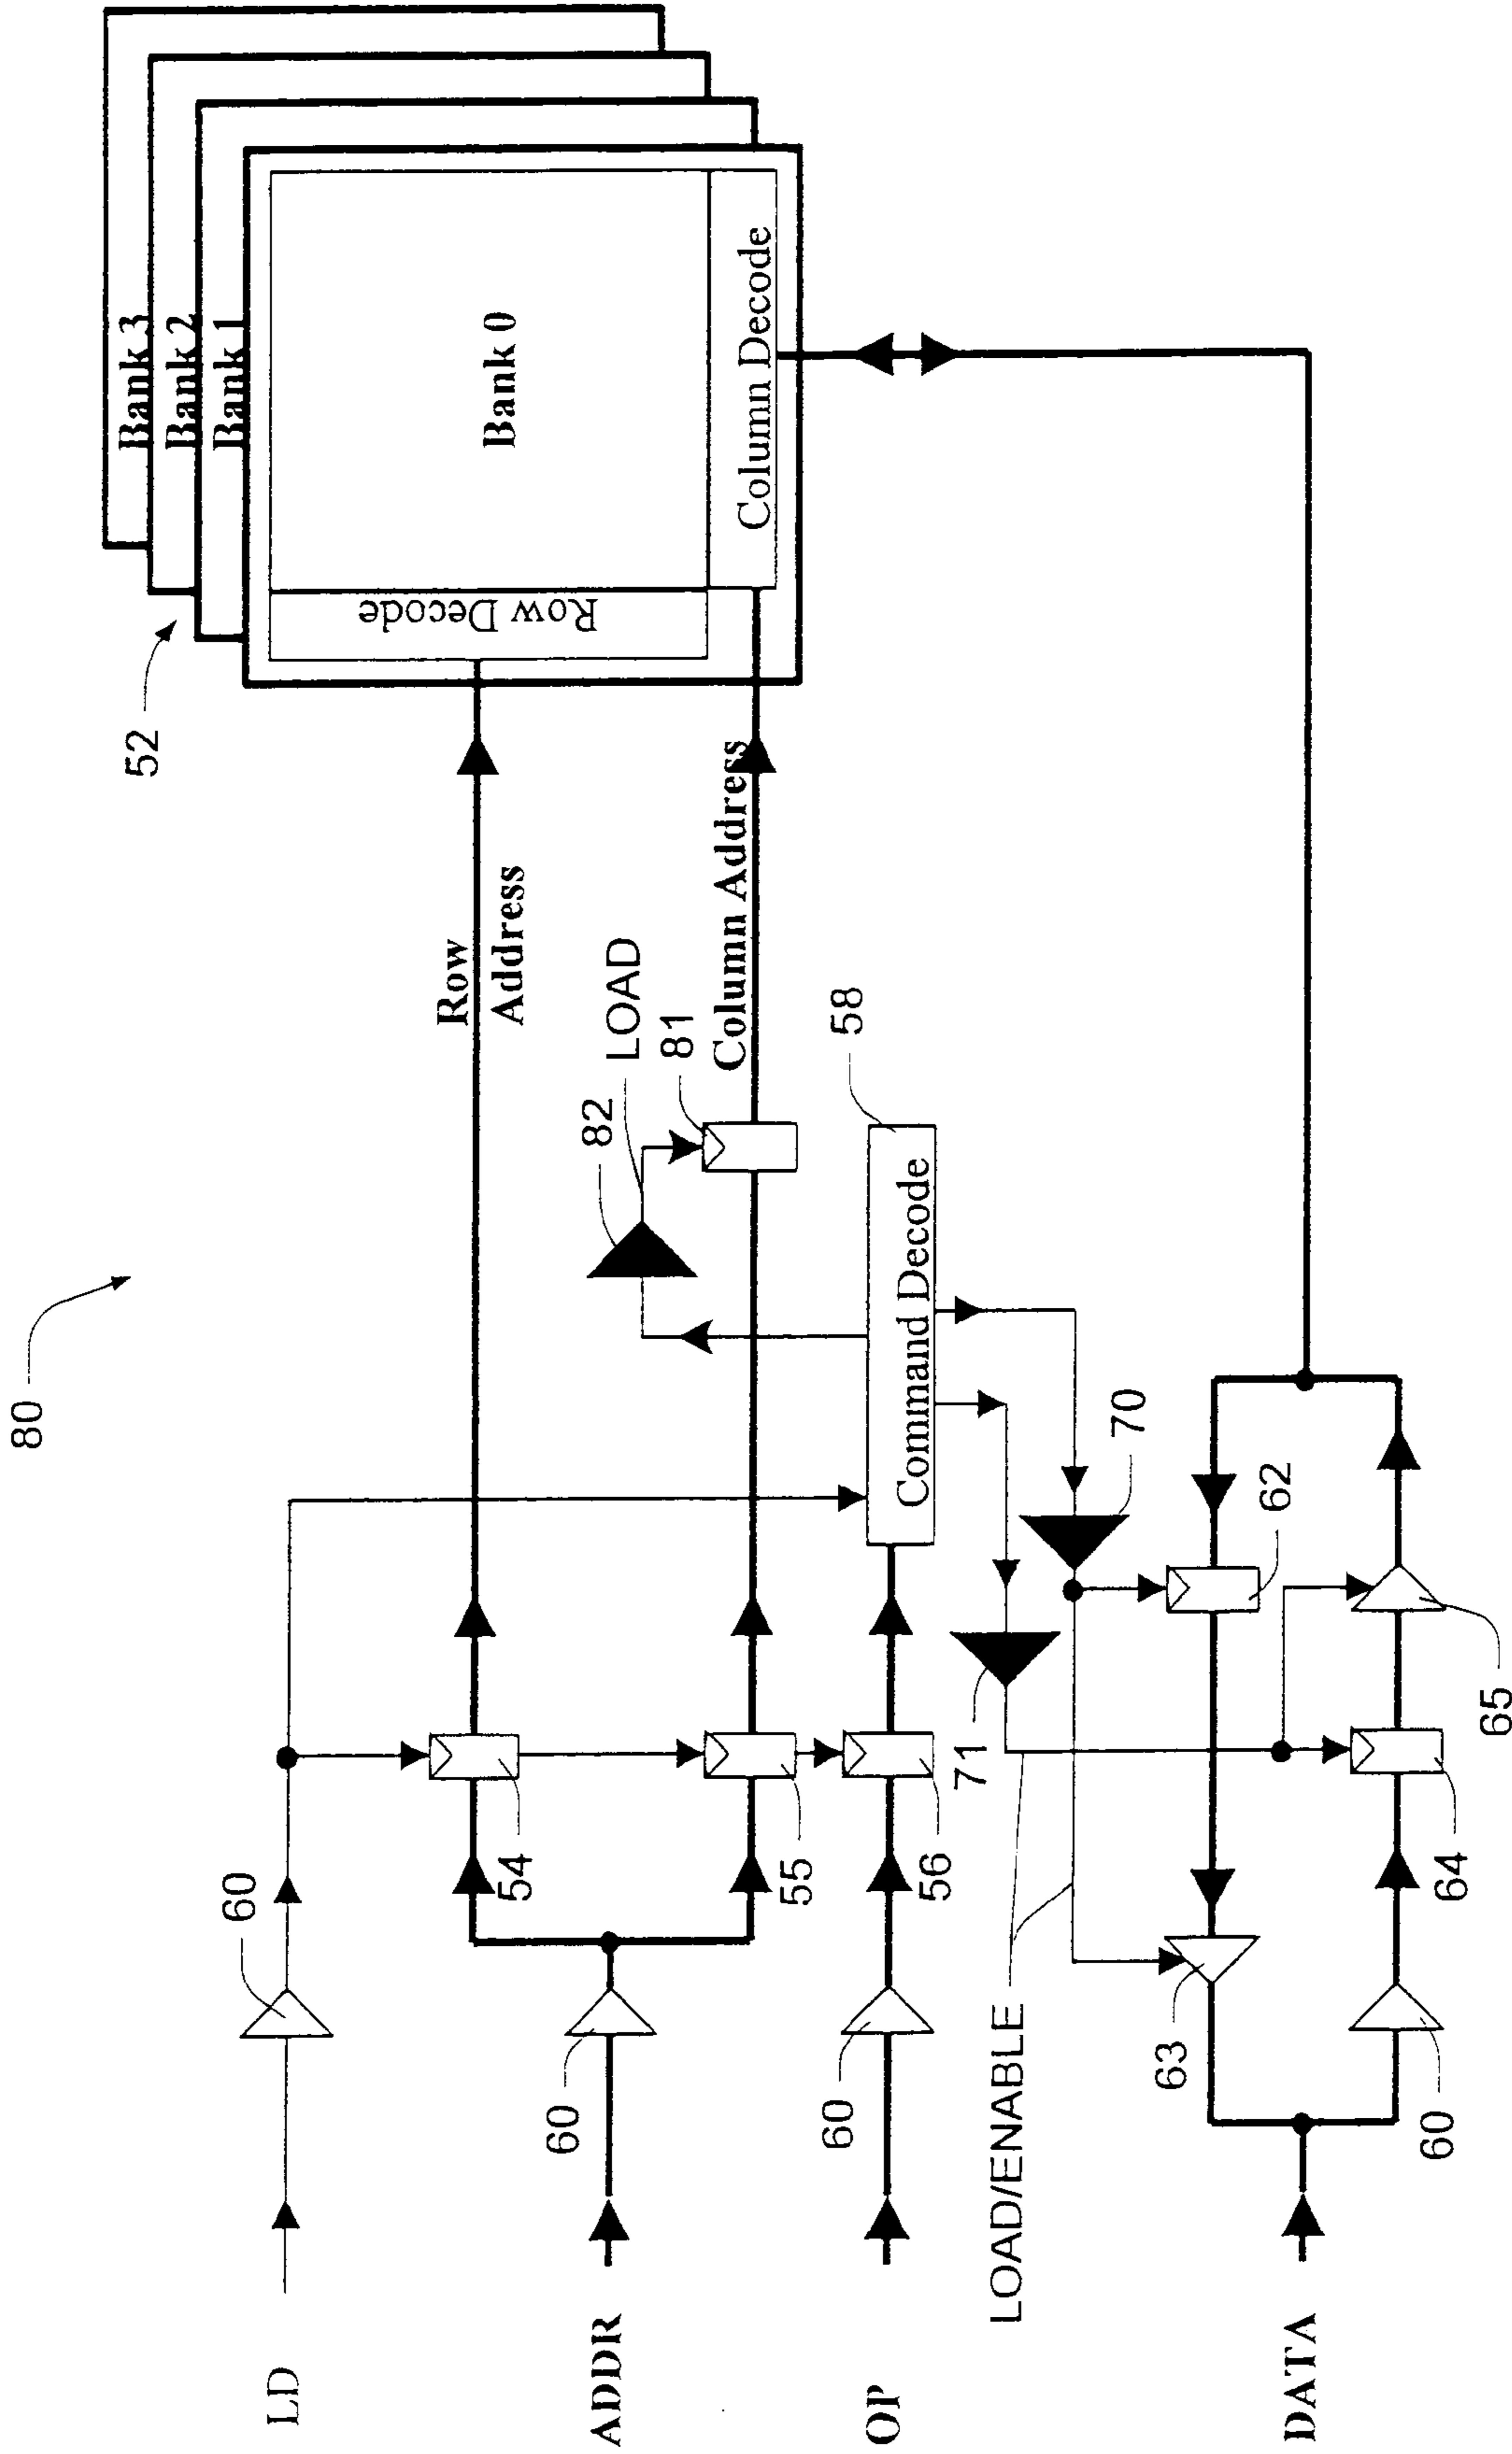 80
52
Bank 3
Bank 2
Bank 1
Bank 0
Row Decode
Column Decode
Row
Address
Column Address
LOAD
82
81
58
Command Decode
60
54
55
56
60
60
70
71
62
65
64
63
60
LOAD/ENABLE
LD
ADDR
OP
DATA